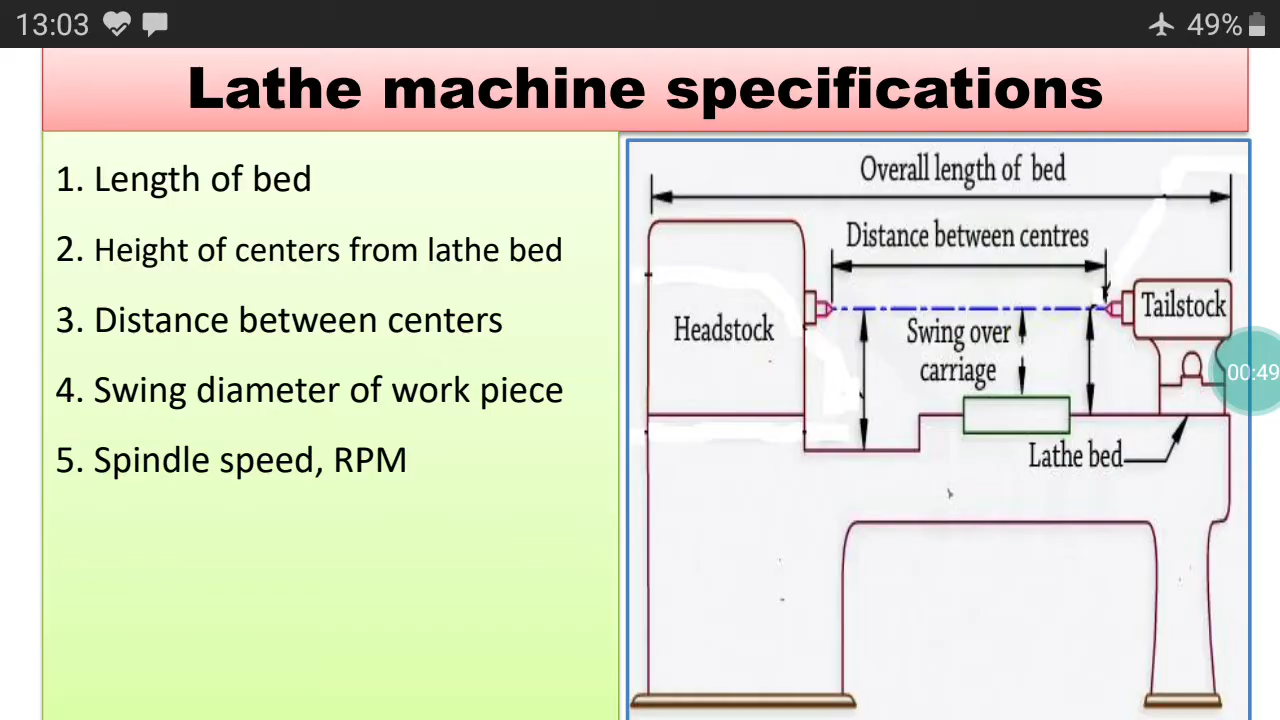 13:03
49%
Lathe machine specifications
1. Length of bed
2. Height of centers from lathe bed
3. Distance between centers
4. Swing diameter of work piece
5. Spindle speed, RPM
Overall length of bed
Distance between centres
Headstock
Swing over
carriage
Tailstock
00:49
Lathe bed